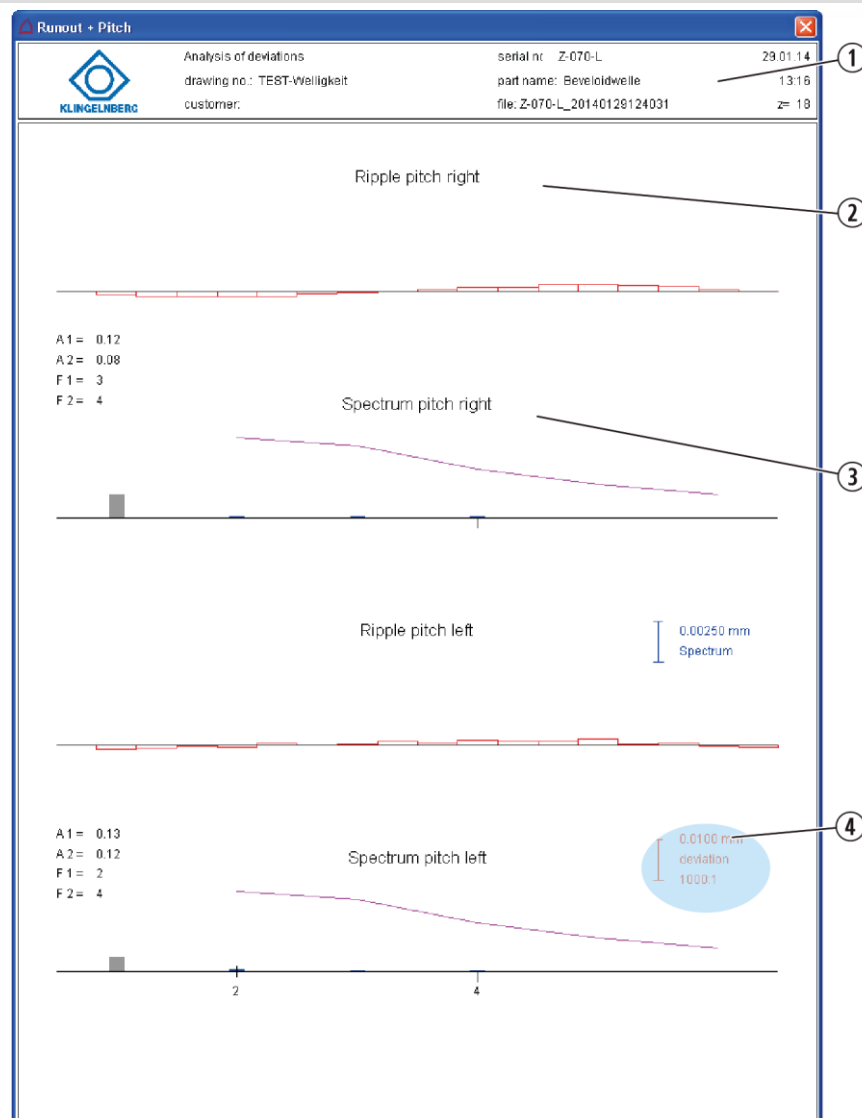 Runout + Pitch
KLINGELNBERG
Analysis of deviations
drawing no.: TEST-Welligkeit
customer:
serial nr Z-070-L
part name: Beveloidwelle
file: Z-070-L_20140129124031
29.01.14
13:16
z= 18
1
Ripple pitch right
2
A 1 = 0.12
A 2 = 0.08
F 1 = 3
F 2 = 4
Spectrum pitch right
3
Ripple pitch left
0.00250 mm
Spectrum
A 1 = 0.13
A 2 = 0.12
F 1 = 2
F 2 = 4
Spectrum pitch left
0.0100 mm
deviation
1000:1
4
2
4